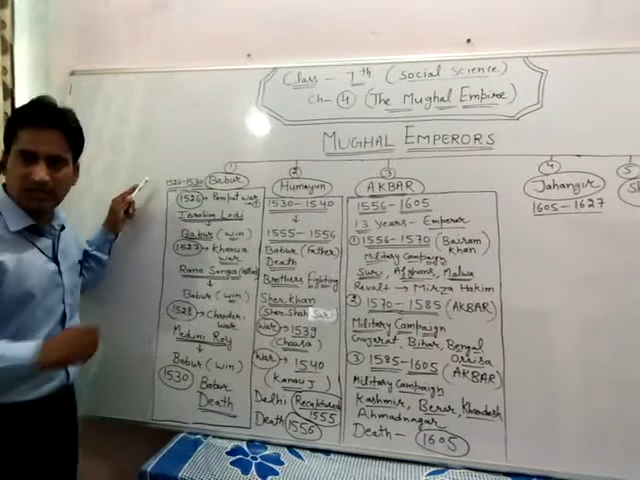 Class - 7th (Social Science)
Ch - 4 (The Mughal Empire)
MUGHAL EMPERORS
1
1526-1530 Babur
1526 → Panipat war
Ibrahim Lodi
Babur (win)
1527 → Khanua
war
Rana Sanga
Babur (win)
1528 → Chanderi
war
Medini Rai
Babur (win)
1530 Babur
Death
2
Humayun
1530-1540
1555-1556
Babur (Father)
Death
Brothers fighting
Sher Khan
Sher Shah Sur
War → 1539
(Chausa)
War → 1540
(Kanauj)
Delhi (Recaptured)
1555
Death 1556
3
AKBAR
1556-1605
13 years - Emperor
1 1556-1570 (Bairam
Khan)
Military Campaign
Suri, Afghans, Malwa
Revolt → Mirza Hakim
2 1570-1585 (AKBAR)
Military Campaign
Gujarat, Bihar, Bengal
Orissa
3 1585-1605 (AKBAR)
Military Campaign
Kashmir, Berar, Khandesh
Ahmadnagar
Death - 1605
4
Jahangir
1605-1627
5